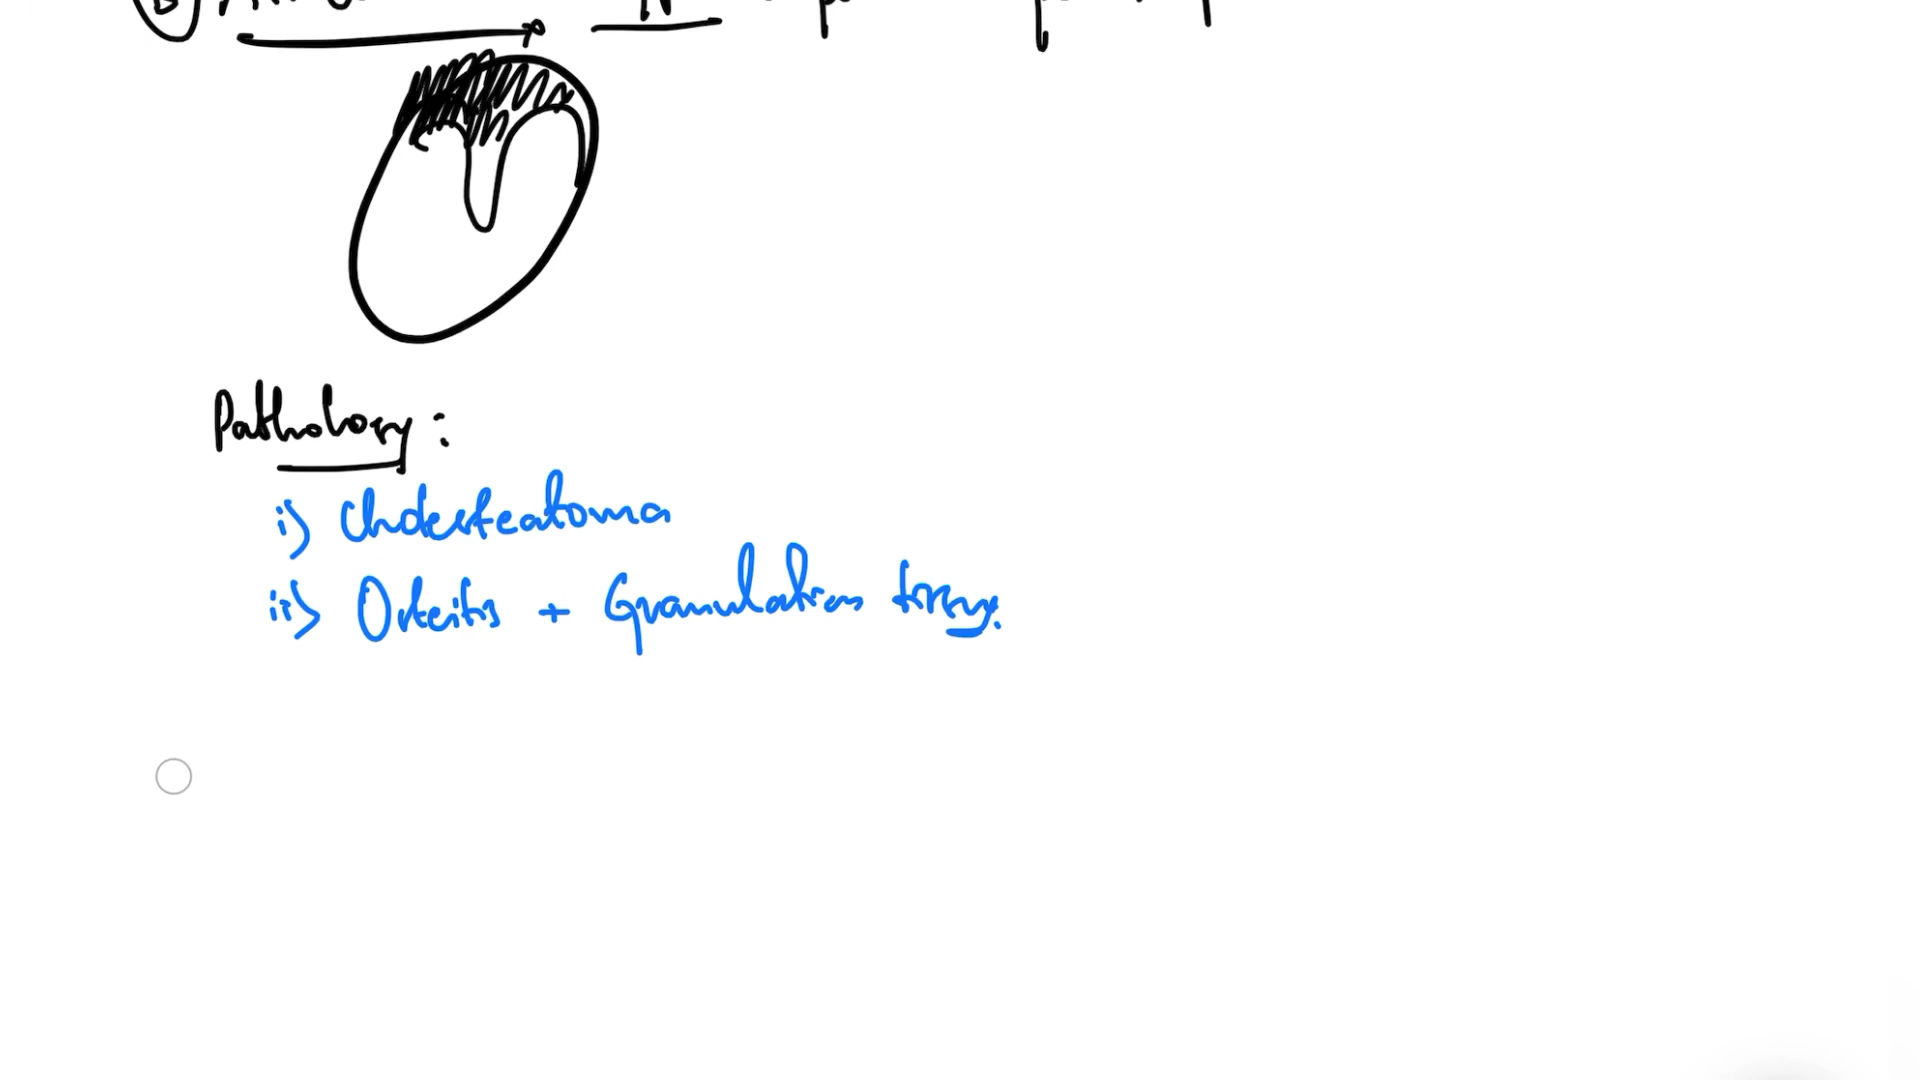 Pathology:
i) Cholesteatoma
ii) Osteitis + Granulation tissue.